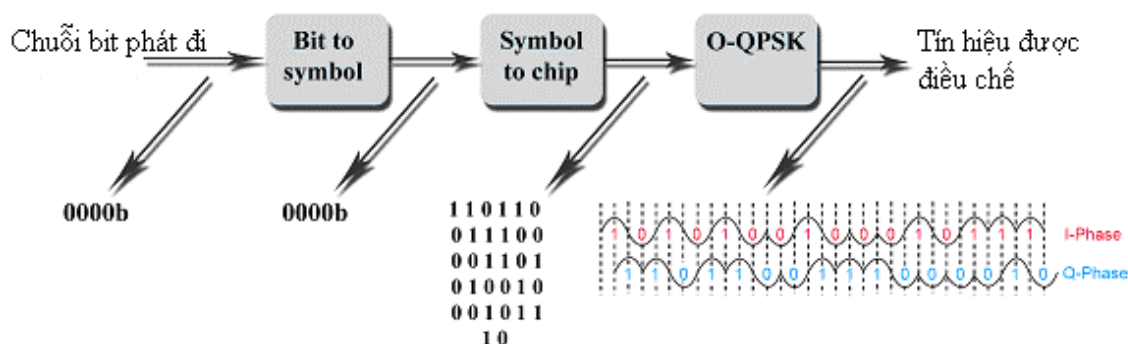 Chuỗi bit phát đi
Bit to
symbol
Symbol
to chip
O-QPSK
Tín hiệu được
điều chế
0000b
0000b
1 1 0 1 1 0
0 1 1 1 0 0
0 0 1 1 0 1
0 1 0 0 1 0
0 0 1 0 1 1
1 0
1 0 1 0 1 0 0 1 0 0 0 1 0 1 1 1 I-Phase
1 1 0 1 1 0 0 1 1 1 0 0 0 0 1 0 Q-Phase